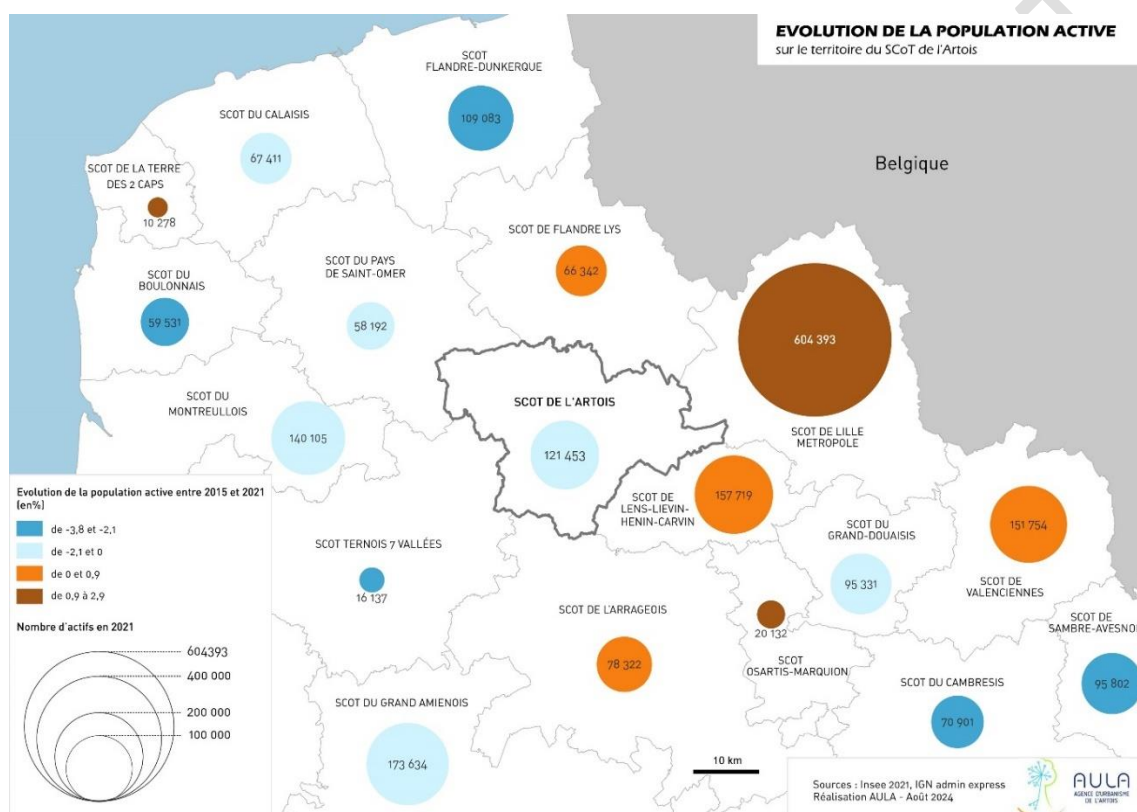 EVOLUTION DE LA POPULATION ACTIVE
sur le territoire du SCoT de l'Artois
SCOT
FLANDRE-DUNKERQUE
109 083
SCOT DU CALAISIS
67 411
SCOT DE LA TERRE
DES 2 CAPS
10 278
Belgique
SCOT DE FLANDRE LYS
66 342
SCOT DU PAYS
DE SAINT-OMER
58 192
SCOT DU
BOULONNAIS
59 531
604 393
SCOT DE LILLE
METROPOLE
SCOT DU
MONTREUILLOIS
140 105
SCOT DE L'ARTOIS
121 453
157 719
SCOT DE
LENS-LIEVIN-
HENIN-CARVIN
SCOT DU
GRAND-DOUAISIS
95 331
151 754
SCOT DE
VALENCIENNES
SCOT TERNOIS 7 VALLÉES
16 137
SCOT DE L'ARRAGEOIS
78 322
20 132
SCOT
OSARTIS-MARQUION
SCOT DE
SAMBRE-AVESNOI
95 802
SCOT DU CAMBRESIS
70 901
SCOT DU GRAND AMIENOIS
173 634
Evolution de la population active entre 2015 et 2021
(en%)
de -3,8 et -2,1
de -2,1 et 0
de 0 et 0,9
de 0,9 à 2,9
Nombre d'actifs en 2021
604393
400 000
200 000
100 000
10 km
Sources : Insee 2021, IGN admin express
Réalisation AULA - Août 2024
AULA
AGENCE D'URBANISME
DE L'ARTOIS